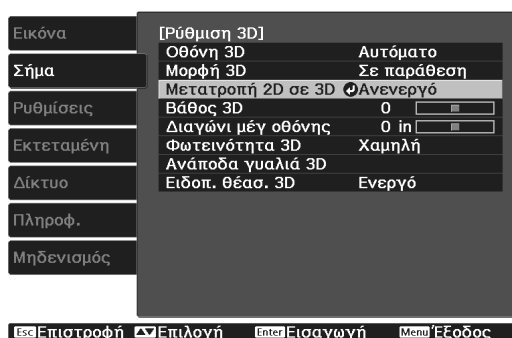 Εικόνα
Σήμα
Ρυθμίσεις
Εκτεταμένη
Δίκτυο
Πληροφ.
Μηδενισμός
[Ρύθμιση 3D]
Οθόνη 3D Αυτόματο
Μορφή 3D Σε παράθεση
Μετατροπή 2D σε 3D Ανενεργό
Βάθος 3D 0
Διαγώνι μέγ οθόνης 0 in
Φωτεινότητα 3D Χαμηλή
Ανάποδα γυαλιά 3D
Ειδοπ. θέασ. 3D Ενεργό
Esc Επιστροφή Επιλογή Enter Εισαγωγή Menu Έξοδος